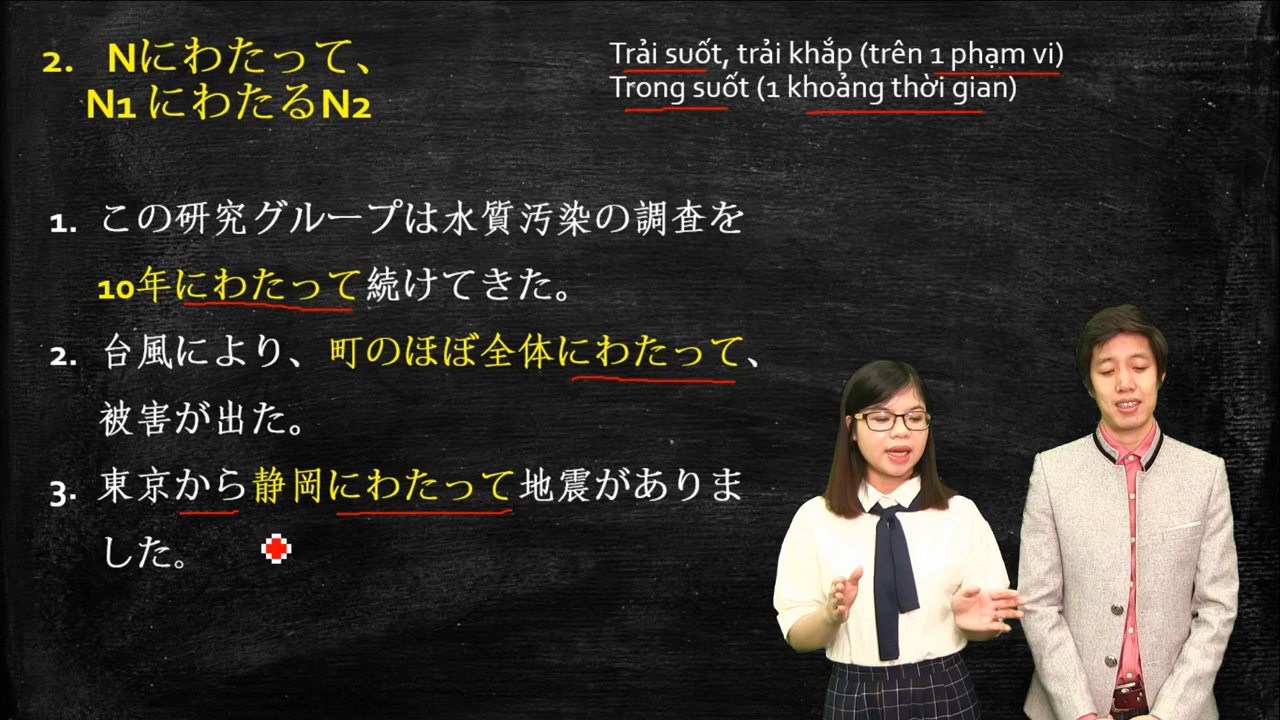 2. Nにわたって、
N1 にわたるN2
Trải suốt, trải khắp (trên 1 phạm vi)
Trong suốt (1 khoảng thời gian)
1. この研究グループは水質汚染の調査を
10年にわたって続けてきた。
2. 台風により、町のほぼ全体にわたって、
被害が出た。
3. 東京から静岡にわたって地震がありま
した。